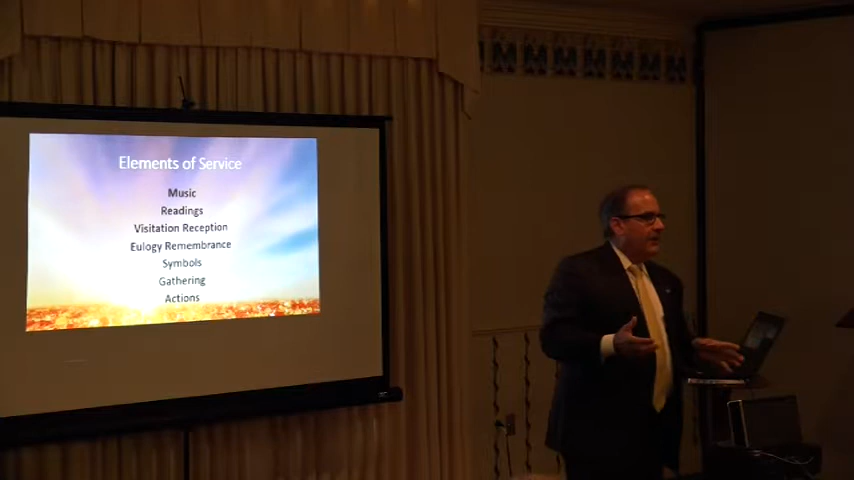 Elements of Service
Music
Readings
Visitation Reception
Eulogy Remembrance
Symbols
Gathering
Actions